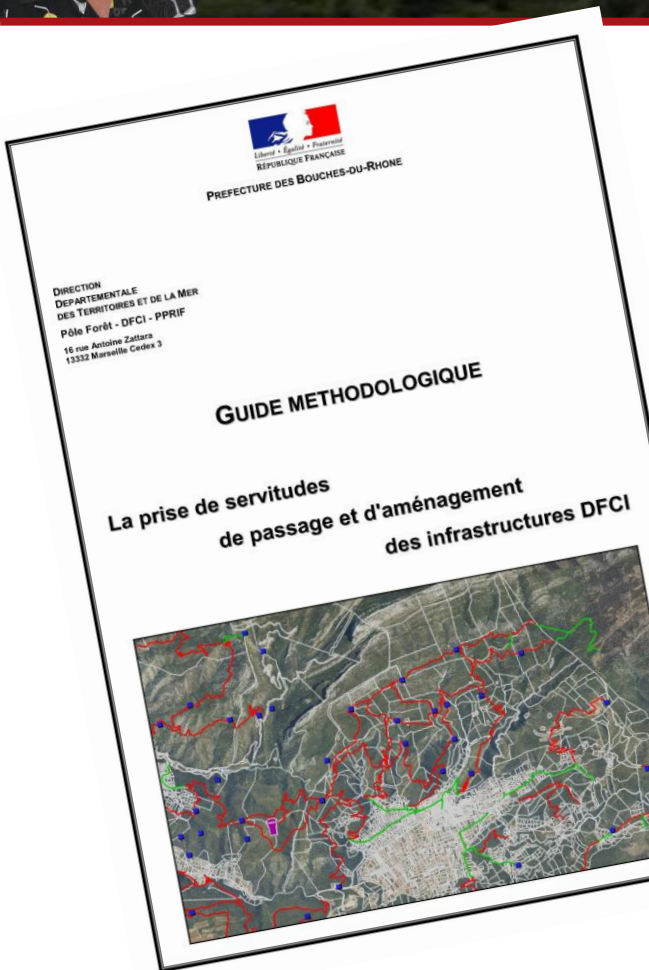 Liberté • Égalité • Fraternité
RÉPUBLIQUE FRANÇAISE
PREFECTURE DES BOUCHES-DU-RHONE
DIRECTION
DEPARTEMENTALE
DES TERRITOIRES ET DE LA MER
Pôle Forêt - DFCI - PPRIF
16 rue Antoine Zattara
13332 Marseille Cedex 3
GUIDE METHODOLOGIQUE
La prise de servitudes
de passage et d'aménagement
des infrastructures DFCI